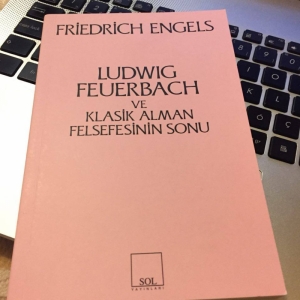 FRIEDRICH ENGELS
LUDWIG
FEUERBACH
VE
KLASİK ALMAN
FELSEFESİNİN SONU
SOL
YAYINLARI